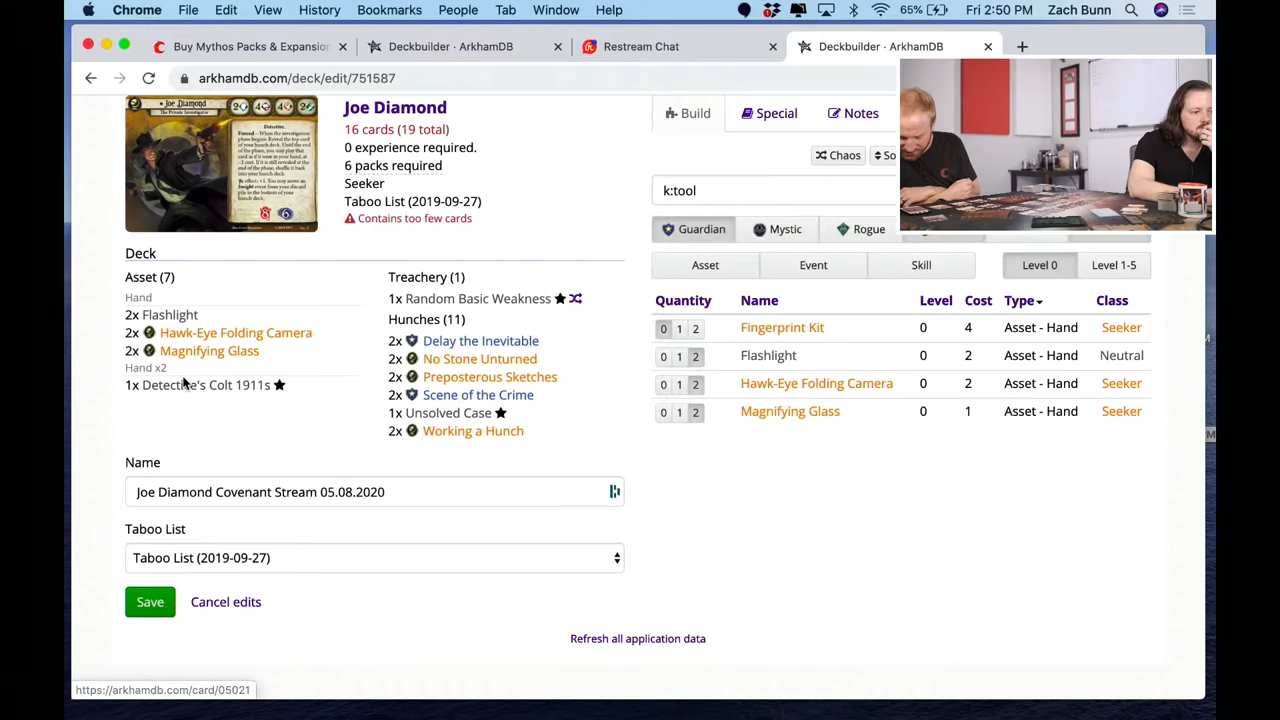 Chrome File Edit View History Bookmarks People Tab Window Help 65% Fri 2:50 PM Zach Bunn
Buy Mythos Packs & Expansion
Deckbuilder · ArkhamDB
Restream Chat
Deckbuilder · ArkhamDB
arkhamdb.com/deck/edit/751587
Joe Diamond
The Private Investigator
Joe Diamond
16 cards (19 total)
0 experience required.
6 packs required
Seeker
Taboo List (2019-09-27)
Contains too few cards
Deck
Asset (7)
Hand
2x Flashlight
2x Hawk-Eye Folding Camera
2x Magnifying Glass
Hand x2
1x Detective's Colt 1911s
Treachery (1)
1x Random Basic Weakness
Hunches (11)
2x Delay the Inevitable
2x No Stone Unturned
2x Preposterous Sketches
2x Scene of the Crime
1x Unsolved Case
2x Working a Hunch
Name
Joe Diamond Covenant Stream 05.08.2020
Taboo List
Taboo List (2019-09-27)
Save Cancel edits
Refresh all application data
Build Special Notes
Chaos So
k:tool
Guardian Mystic Rogue
Asset Event Skill Level 0 Level 1-5
Quantity Name Level Cost Type Class
0 1 2 Fingerprint Kit 0 4 Asset - Hand Seeker
0 1 2 Flashlight 0 2 Asset - Hand Neutral
0 1 2 Hawk-Eye Folding Camera 0 2 Asset - Hand Seeker
0 1 2 Magnifying Glass 0 1 Asset - Hand Seeker
https://arkhamdb.com/card/05021